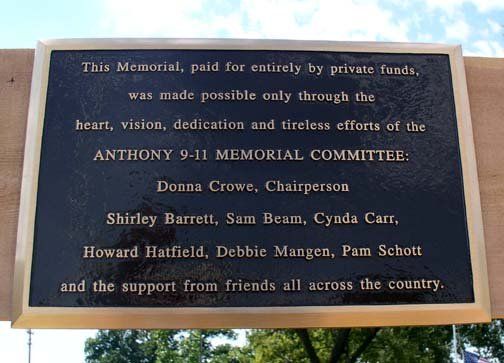 This Memorial, paid for entirely by private funds,
was made possible only through the
heart, vision, dedication and tireless efforts of the
ANTHONY 9-11 MEMORIAL COMMITTEE:
Donna Crowe, Chairperson
Shirley Barrett, Sam Beam, Cynda Carr,
Howard Hatfield, Debbie Mangen, Pam Schott
and the support from friends all across the country.